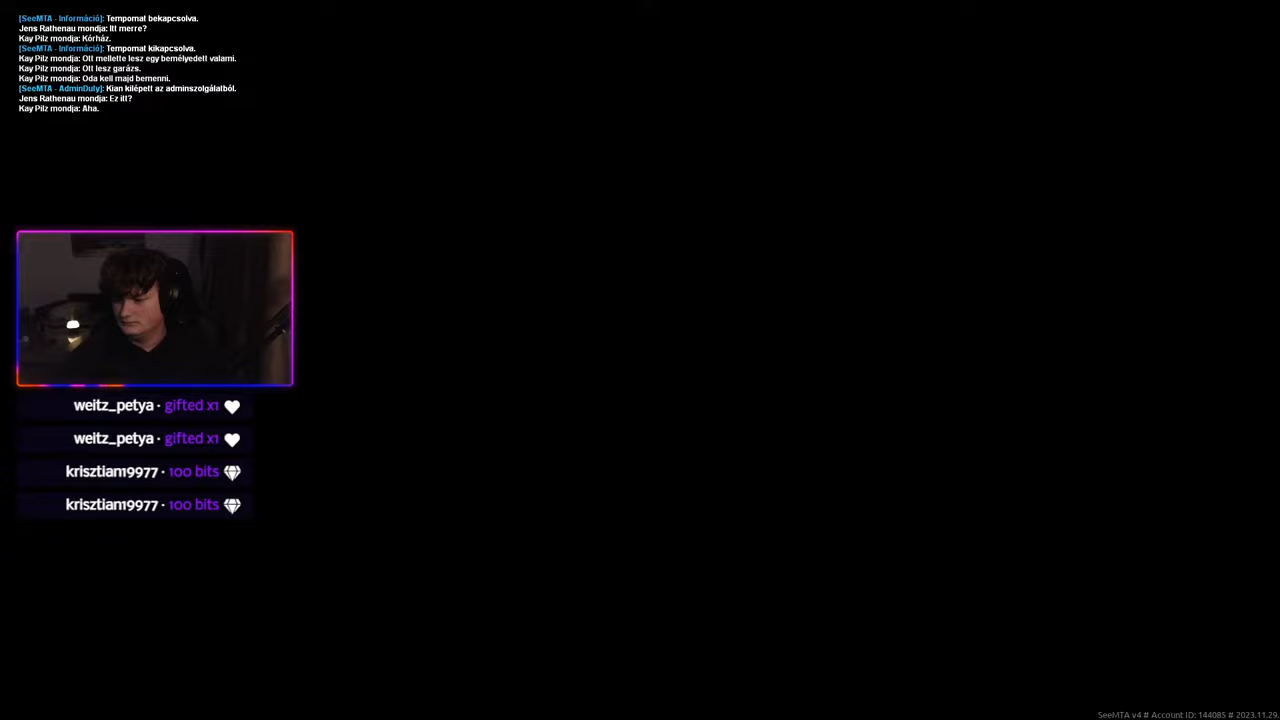 [SeeMTA - Információ]: Tempomat bekapcsolva.
Jens Rathenau mondja: Itt merre?
Kay Pilz mondja: Kórház.
[SeeMTA - Információ]: Tempomat kikapcsolva.
Kay Pilz mondja: Ott mellette lesz egy bemélyedett valami.
Kay Pilz mondja: Ott lesz garázs.
Kay Pilz mondja: Oda kell majd bemenni.
[SeeMTA - AdminDuty]: Kian kilépett az adminszolgálatból.
Jens Rathenau mondja: Ez itt?
Kay Pilz mondja: Aha.
weitz_petya · gifted x1
weitz_petya · gifted x1
krisztian19977 · 100 bits
krisztian19977 · 100 bits
SeeMTA v4 # Account ID: 144085 # 2023.11.29.